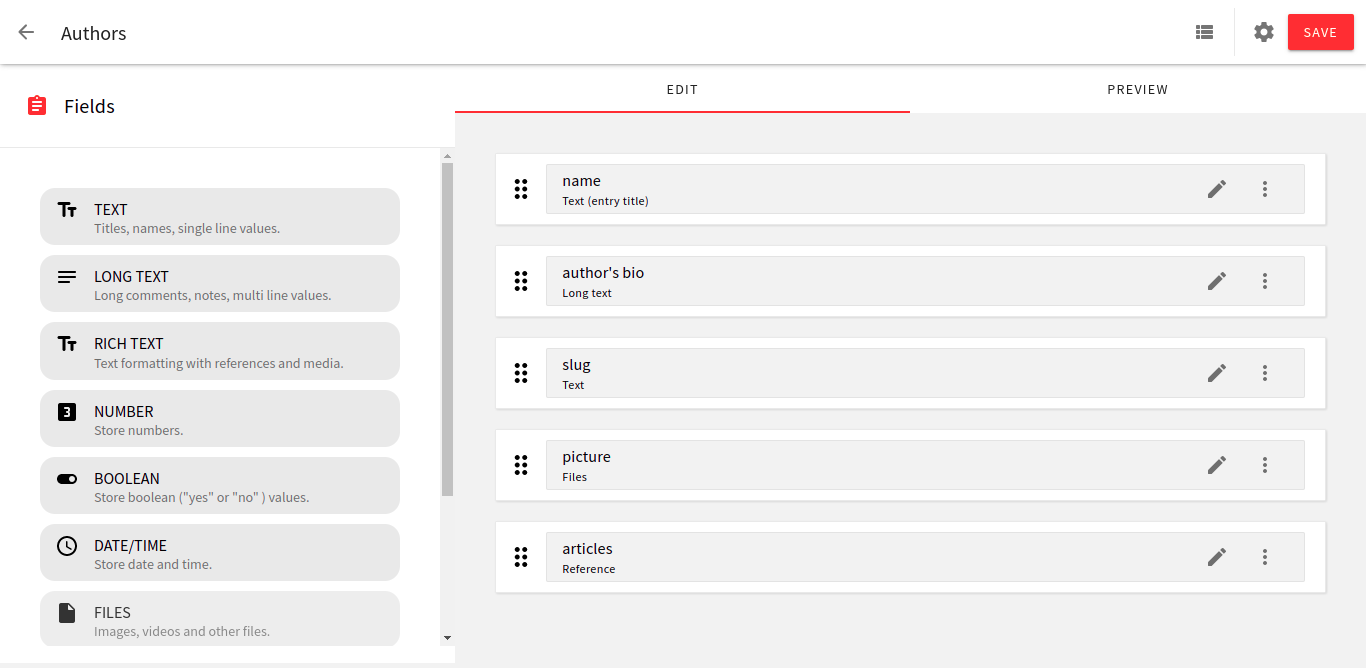 Authors
SAVE
Fields
EDIT
PREVIEW
TEXT
Titles, names, single line values.
LONG TEXT
Long comments, notes, multi line values.
RICH TEXT
Text formatting with references and media.
3
NUMBER
Store numbers.
BOOLEAN
Store boolean ("yes" or "no" ) values.
DATE/TIME
Store date and time.
FILES
Images, videos and other files.
name
Text (entry title)
author's bio
Long text
slug
Text
picture
Files
articles
Reference